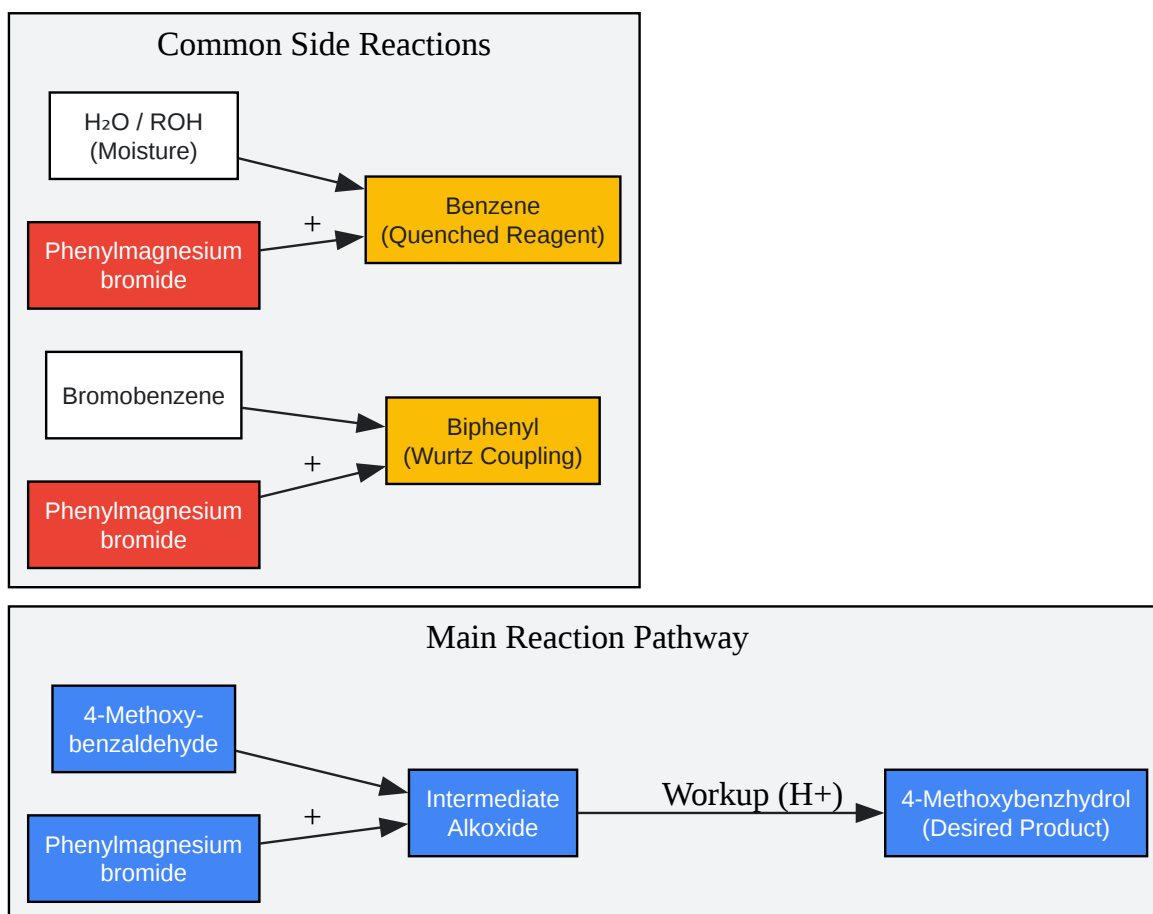 Common Side Reactions
H₂O / ROH
(Moisture)
Phenylmagnesium
bromide
+
Benzene
(Quenched Reagent)
Bromobenzene
Phenylmagnesium
bromide
+
Biphenyl
(Wurtz Coupling)
Main Reaction Pathway
4-Methoxy-
benzaldehyde
Phenylmagnesium
bromide
+
Intermediate
Alkoxide
Workup (H+)
4-Methoxybenzhydrol
(Desired Product)